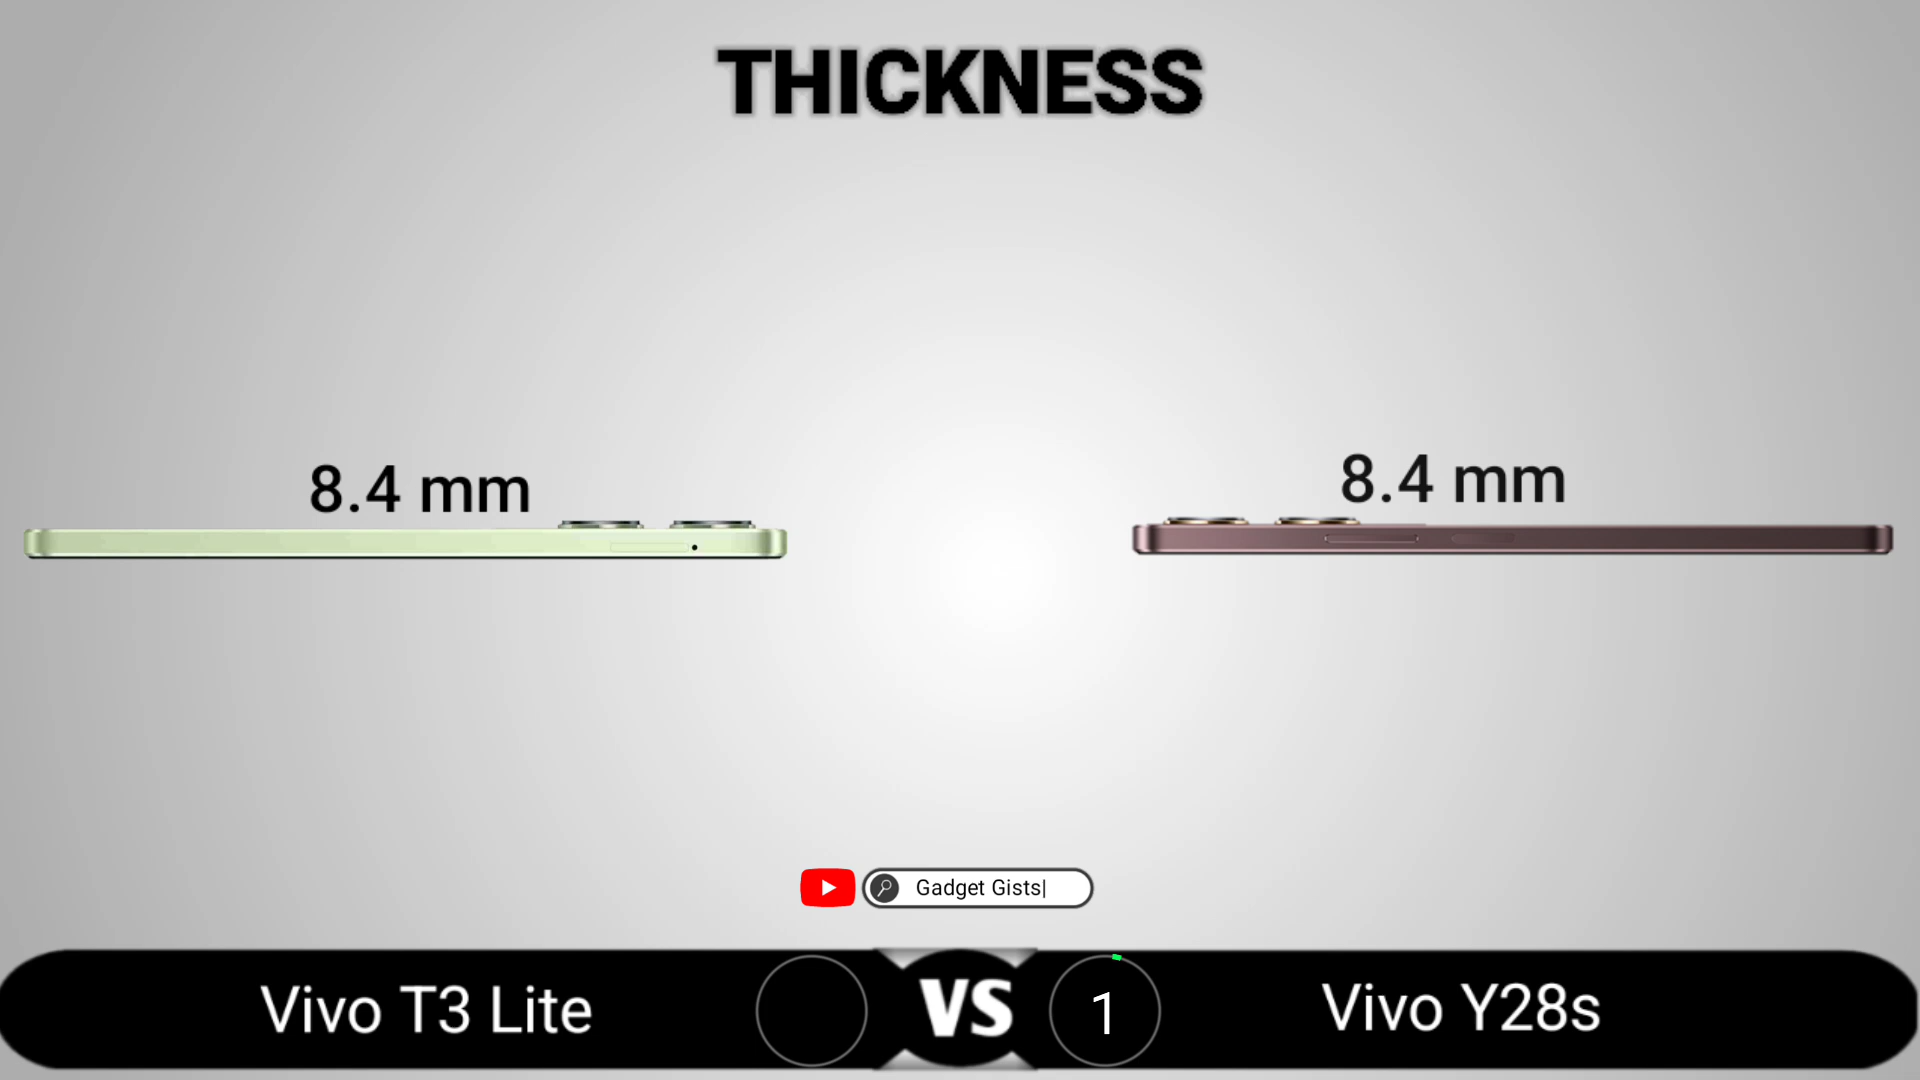 THICKNESS
8.4 mm
8.4 mm
Gadget Gists|
Vivo T3 Lite
VS
1
Vivo Y28s